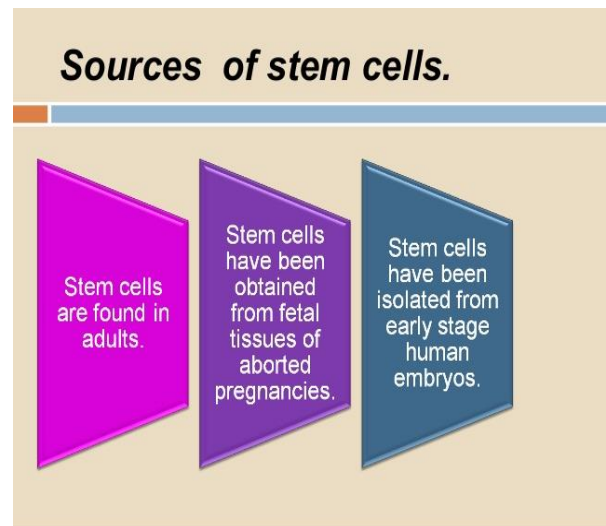 Sources of stem cells.
Stem cells
are found in
adults.
Stem cells
have been
obtained
from fetal
tissues of
aborted
pregnancies.
Stem cells
have been
isolated from
early stage
human
embryos.